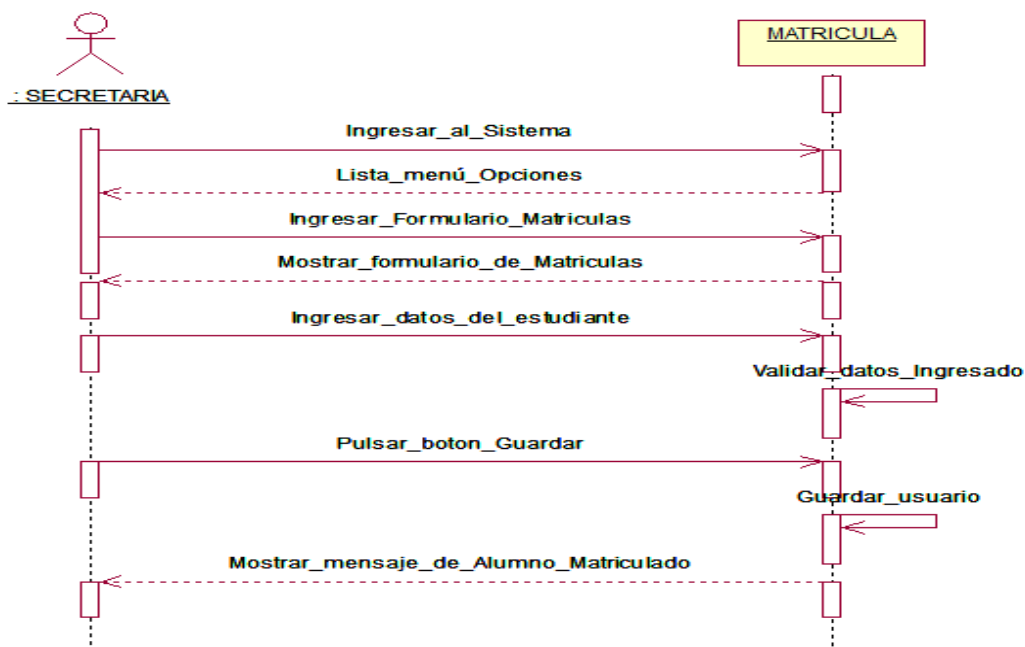 MATRICULA
: SECRETARIA
Ingresar_al_Sistema
Lista_menú_Opciones
Ingresar_Formulario_Matriculas
Mostrar_formulario_de_Matriculas
Ingresar_datos_del_estudiante
Validar_datos_Ingresado
Pulsar_boton_Guardar
Guardar_usuario
Mostrar_mensaje_de_Alumno_Matriculado